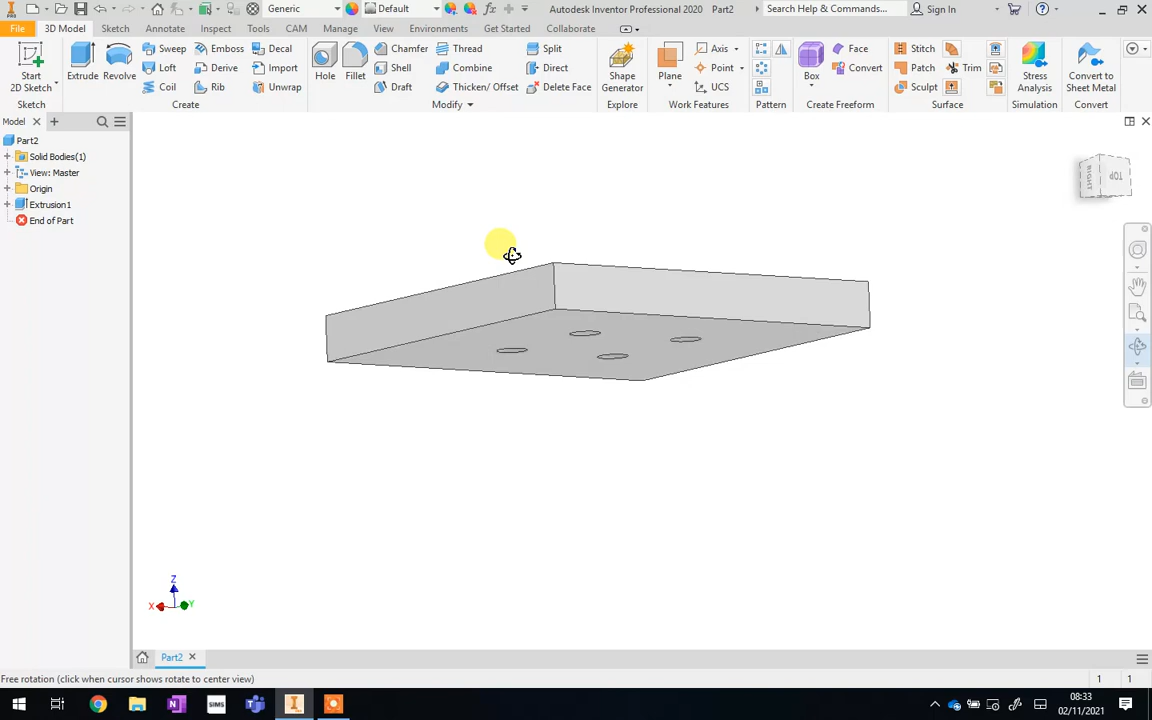 Generic
Default
Autodesk Inventor Professional 2020 Part2
Search Help & Commands...
Sign In
File
3D Model
Sketch
Annotate
Inspect
Tools
Manage
View
Environments
Get Started
Collaborate
Start
2D Sketch
Extrude
Revolve
Sweep
Emboss
Decal
Loft
Derive
Import
Coil
Rib
Unwrap
Hole
Fillet
Chamfer
Thread
Split
Shell
Combine
Direct
Draft
Thicken/ Offset
Delete Face
Shape
Generator
Plane
Axis
Point
UCS
Box
Face
Convert
Stitch
Patch
Trim
Sculpt
Stress
Analysis
Convert to
Sheet Metal
Sketch
Create
Modify
Explore
Work Features
Pattern
Create Freeform
Surface
Simulation
Convert
Model
Part2
Solid Bodies(1)
View: Master
Origin
Extrusion1
End of Part
RIGHT
TOP
Z
X
Y
Part2
Free rotation (click when cursor shows rotate to center view)
1
1
SIMS
08:33
02/11/2021